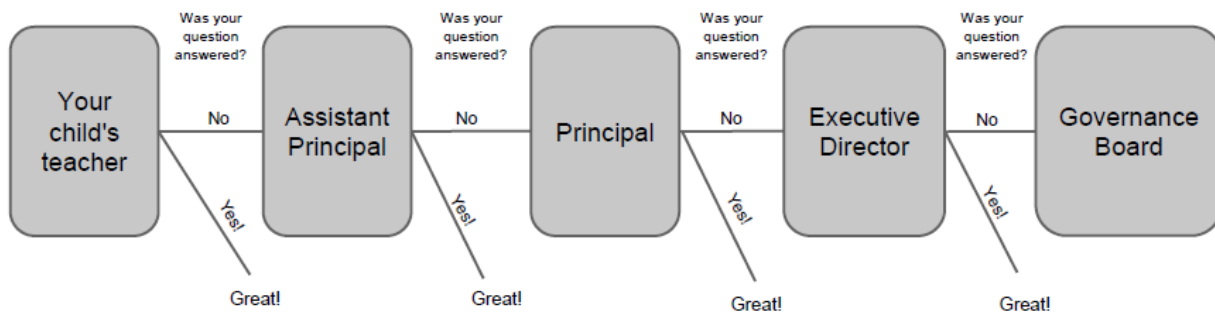 Was your
question
answered?
Was your
question
answered?
Was your
question
answered?
Was your
question
answered?
Your
child's
teacher
No
Assistant
Principal
No
Principal
No
Executive
Director
No
Governance
Board
Yes!
Yes!
Yes!
Yes!
Great!
Great!
Great!
Great!